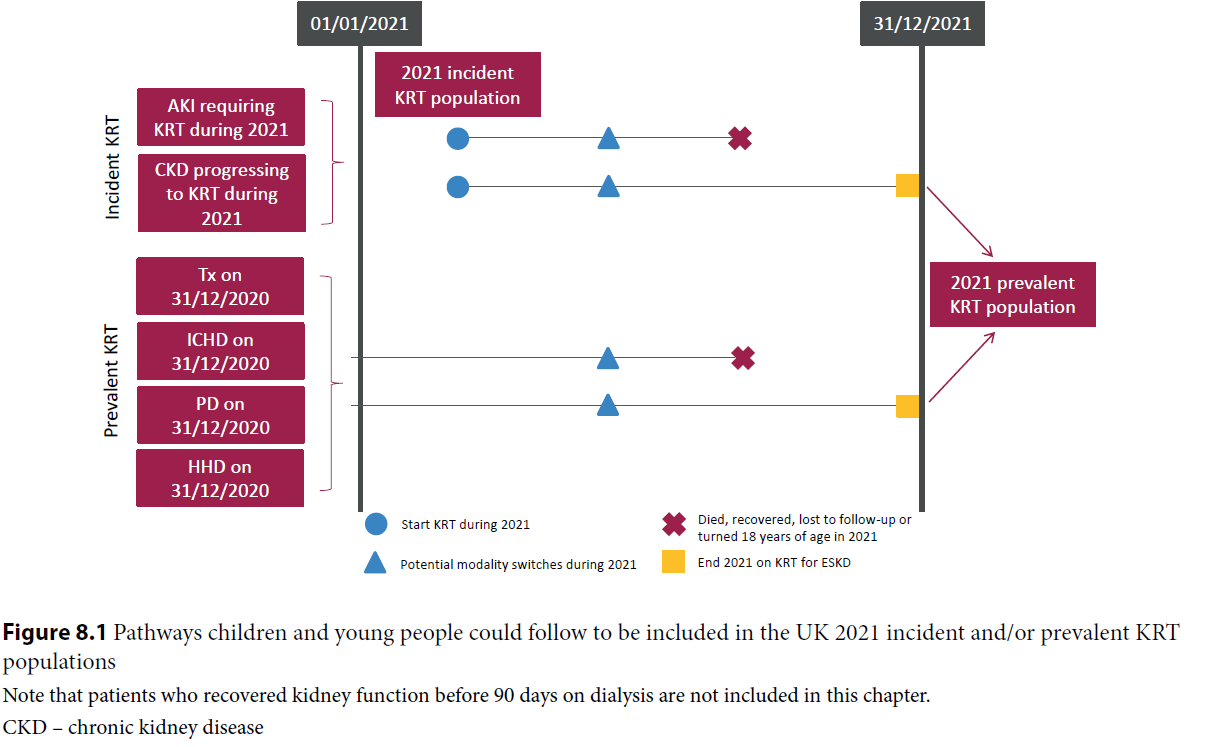 01/01/2021
31/12/2021
2021 incident
KRT population
Incident KRT
AKI requiring
KRT during 2021
CKD progressing
to KRT during
2021
Prevalent KRT
Tx on
31/12/2020
ICHD on
31/12/2020
PD on
31/12/2020
HHD on
31/12/2020
2021 prevalent
KRT population
Start KRT during 2021
Potential modality switches during 2021
Died, recovered, lost to follow-up or
turned 18 years of age in 2021
End 2021 on KRT for ESKD
Figure 8.1 Pathways children and young people could follow to be included in the UK 2021 incident and/or prevalent KRT
populations
Note that patients who recovered kidney function before 90 days on dialysis are not included in this chapter.
CKD – chronic kidney disease